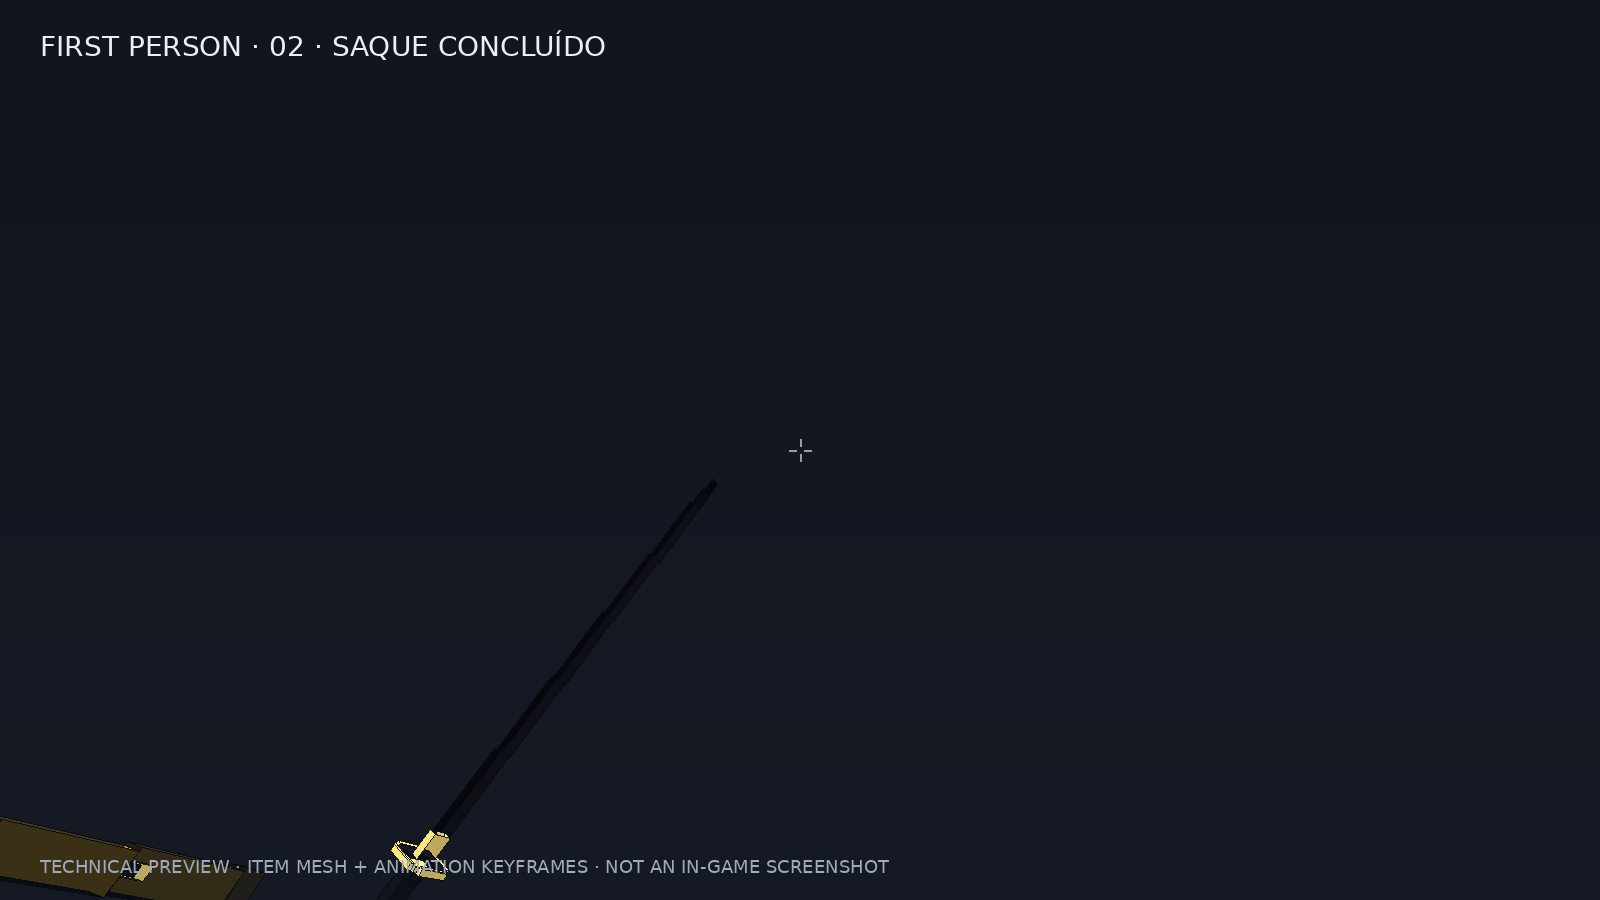 FIRST PERSON · 02 · SAQUE CONCLUÍDO
TECHNICAL PREVIEW · ITEM MESH + ANIMATION KEYFRAMES · NOT AN IN-GAME SCREENSHOT